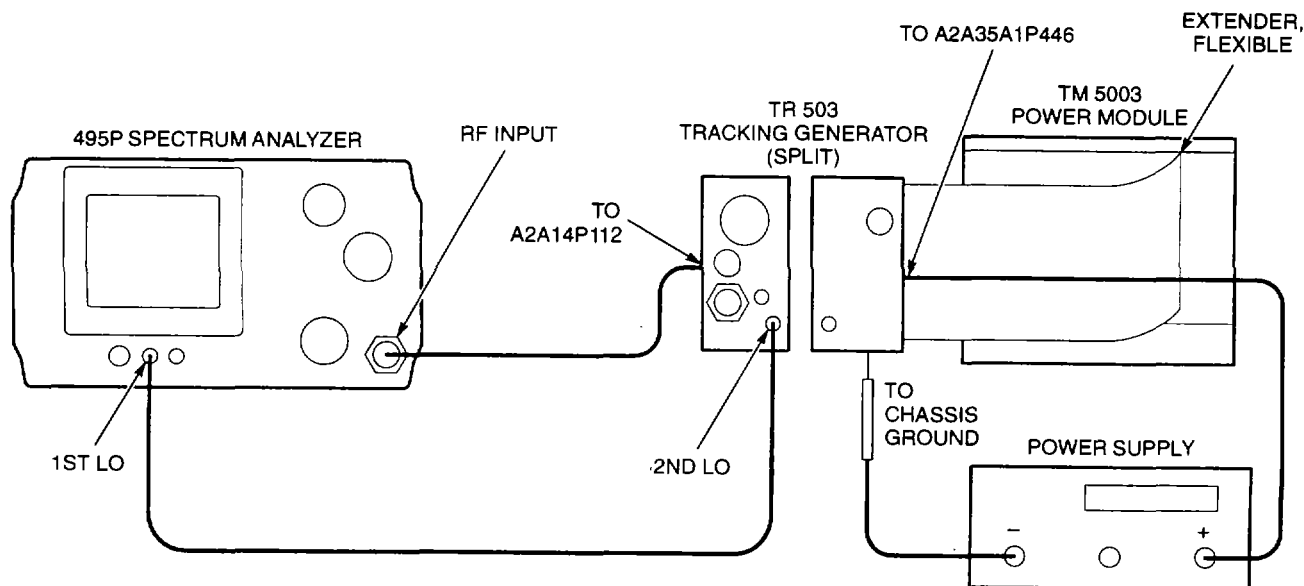 EXTENDER,
FLEXIBLE
TO A2A35A1P446
TM 5003
POWER MODULE
TR 503
TRACKING GENERATOR
(SPLIT)
RF INPUT
495P SPECTRUM ANALYZER
TO
A2A14P112
TO
CHASSIS
GROUND
POWER SUPPLY
1ST LO
2ND LO
-
+